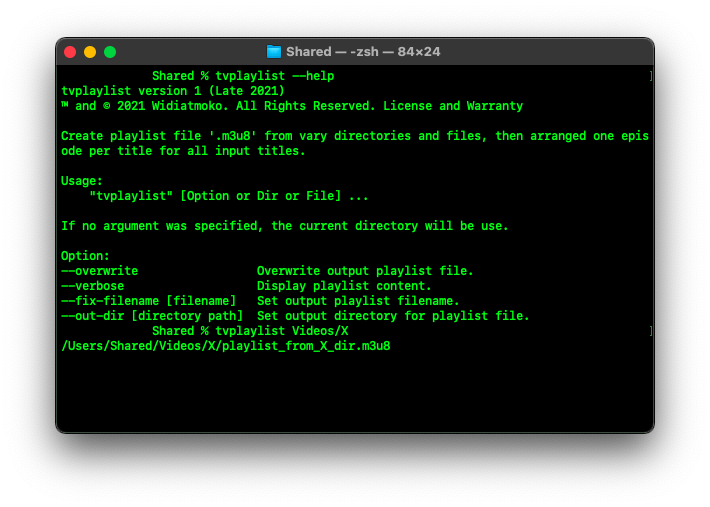 Shared — -zsh — 84×24
Shared % tvplaylist --help
tvplaylist version 1 (Late 2021)
™ and © 2021 Widiatmoko. All Rights Reserved. License and Warranty
Create playlist file '.m3u8' from vary directories and files, then arranged one epis
ode per title for all input titles.
Usage:
"tvplaylist" [Option or Dir or File] ...
If no argument was specified, the current directory will be use.
Option:
--overwrite Overwrite output playlist file.
--verbose Display playlist content.
--fix-filename [filename] Set output playlist filename.
--out-dir [directory path] Set output directory for playlist file.
Shared % tvplaylist Videos/X
/Users/Shared/Videos/X/playlist_from_X_dir.m3u8